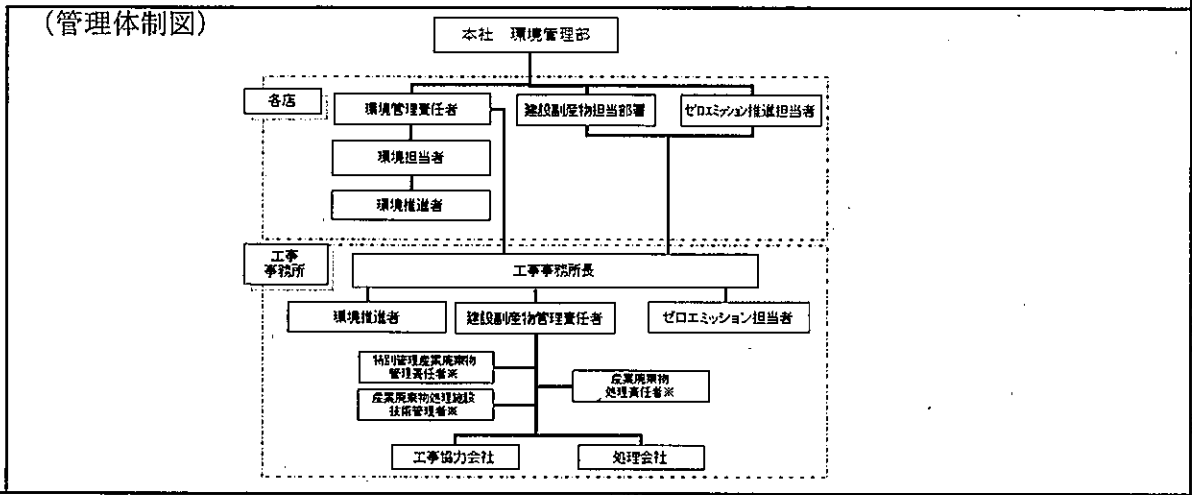 （管理体制図）
本社　環境管理部
各店
環境管理責任者
建設副産物担当部署
ゼロエミッション推進担当者
環境担当者
環境推進者
工事
事務所
工事事務所長
環境推進者
建設副産物管理責任者
ゼロエミッション担当者
特別管理産業廃棄物
管理責任者※
産業廃棄物
処理責任者※
産業廃棄物処理施設
技術管理者※
工事協力会社
処理会社